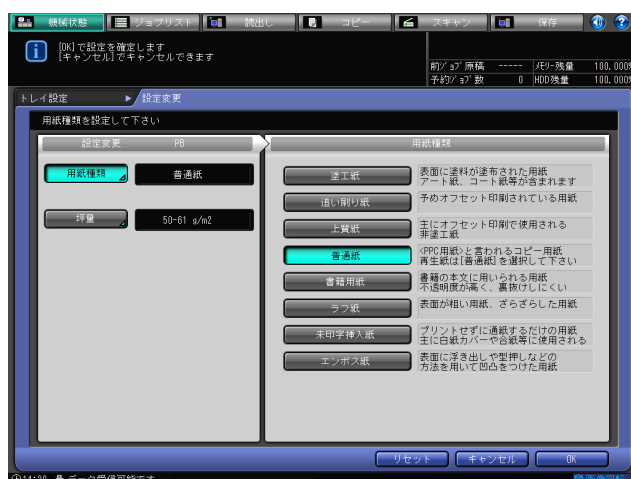 機械状態 ジョブリスト 読出し コピー スキャン 保存
[OK]で設定を確定します
[キャンセル]でキャンセルできます
前ジョブ原稿 ----- メモリー残量 100.000%
予約ジョブ数 0 HDD残量 100.000%
トレイ設定 設定変更
用紙種類を設定して下さい
設定変更 PB
用紙種類
用紙種類 普通紙
坪量 50-61 g/m2
塗工紙 表面に塗料が塗布された用紙
アート紙、コート紙等が含まれます
追い刷り紙 予めオフセット印刷されている用紙
上質紙 主にオフセット印刷で使用される
非塗工紙
普通紙 <PPC用紙>と言われるコピー用紙
再生紙は[普通紙]を選択して下さい
書籍用紙 書籍の本文に用いられる用紙
不透明度が高く、裏抜けしにくい
ラフ紙 表面が粗い用紙、ざらざらした用紙
未印字挿入紙 プリントせずに通紙するだけの用紙
主に白紙カバーや合紙等に使用される
エンボス紙 表面に浮き出しや型押しなどの
方法を用いて凹凸をつけた用紙
リセット キャンセル OK
データ受信可能です 画像回転